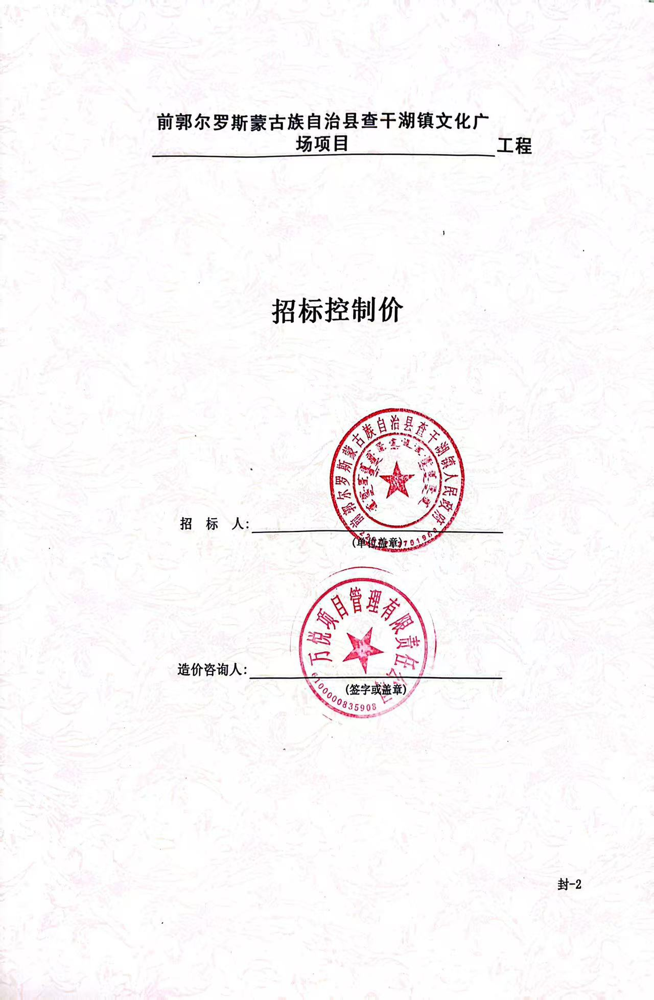 前郭尔罗斯蒙古族自治县查干湖镇文化广
场项目 工程
招标控制价
前郭尔罗斯蒙古族自治县查干湖镇人民政府
招 标 人:
(单位盖章)
万悦项目管理有限责任公司
造价咨询人:
(签字或盖章)
6100000835908
封-2